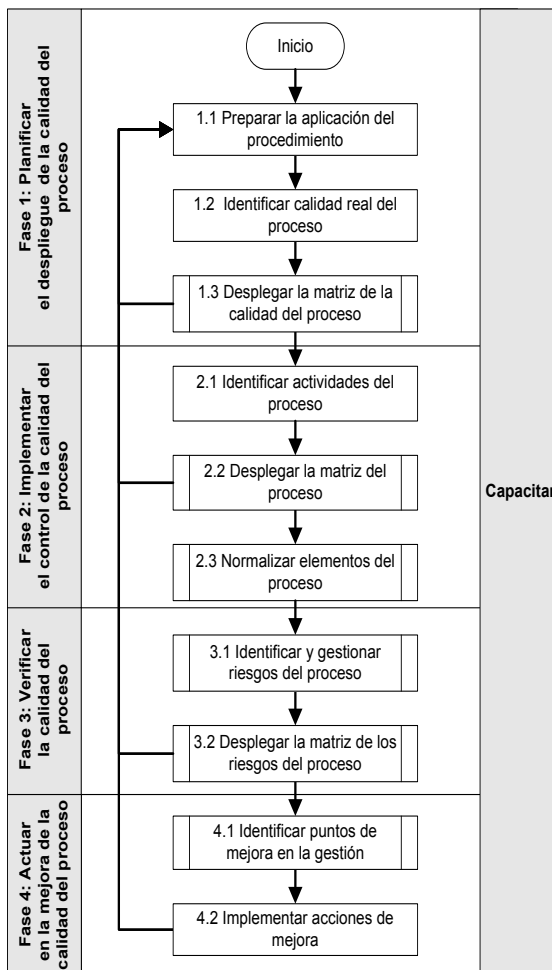 Inicio
Fase 1: Planificar
el despliegue de la calidad del
proceso
1.1 Preparar la aplicación del
procedimiento
1.2 Identificar calidad real del
proceso
1.3 Desplegar la matriz de la
calidad del proceso
Fase 2: Implementar
el control de la calidad del
proceso
2.1 Identificar actividades del
proceso
2.2 Desplegar la matriz del
proceso
2.3 Normalizar elementos del
proceso
Fase 3: Verificar
la calidad del
proceso
3.1 Identificar y gestionar
riesgos del proceso
3.2 Desplegar la matriz de los
riesgos del proceso
Fase 4: Actuar
en la mejora de la
calidad del proceso
4.1 Identificar puntos de
mejora en la gestión
4.2 Implementar acciones de
mejora
Capacitar